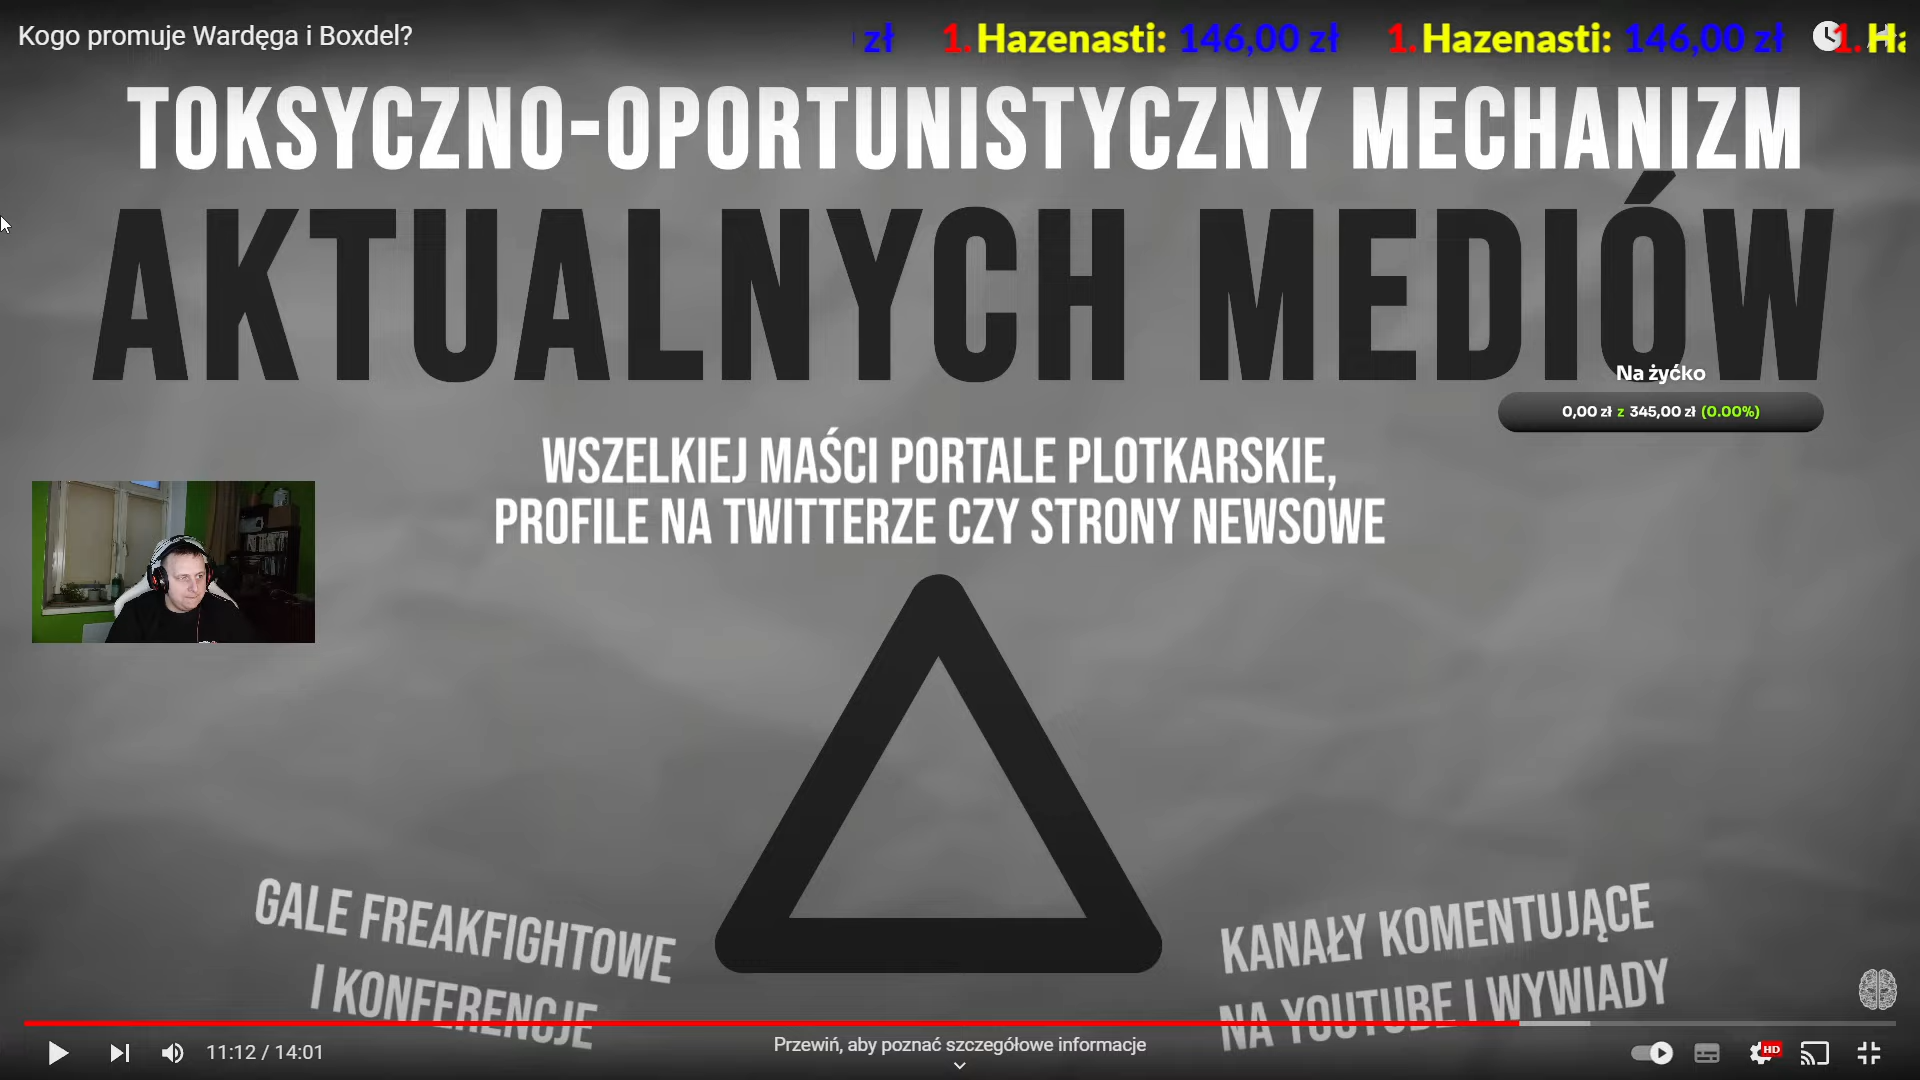 Kogo promuje Wardęga i Boxdel?
zł 1. Hazenasti: 146,00 zł 1. Hazenasti: 146,00 zł 1. Ha
TOKSYCZNO-OPORTUNISTYCZNY MECHANIZM
AKTUALNYCH MEDIÓW
Na żyćko
0,00 zł z 345,00 zł (0.00%)
WSZELKIEJ MAŚCI PORTALE PLOTKARSKIE,
PROFILE NA TWITTERZE CZY STRONY NEWSOWE
GALE FREAKFIGHTOWE
I KONFERENCJE
KANAŁY KOMENTUJĄCE
NA YOUTUBE I WYWIADY
11:12 / 14:01
Przewiń, aby poznać szczegółowe informacje
HD